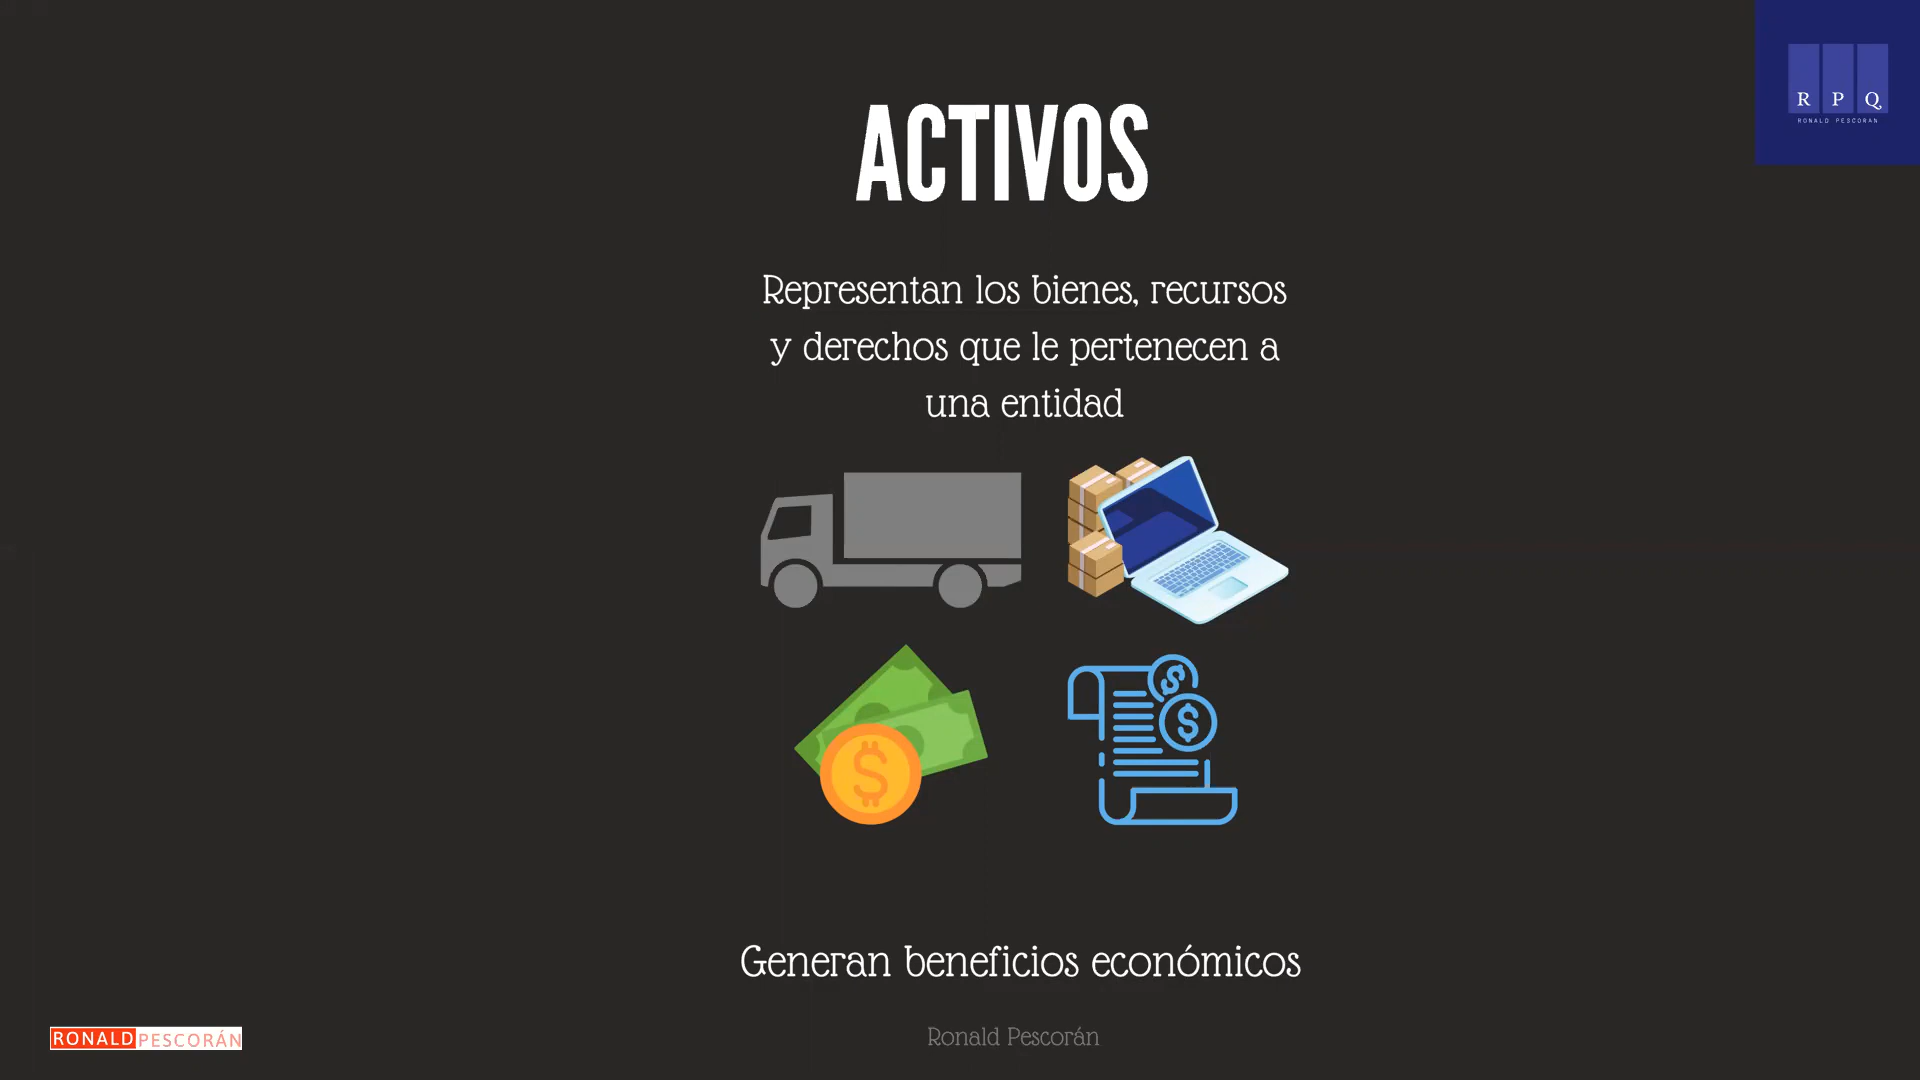 R P Q
RONALD PESCORAN
ACTIVOS
Representan los bienes, recursos
y derechos que le pertenecen a
una entidad
$
$
$
Generan beneficios económicos
RONALD PESCORÁN
Ronald Pescorán